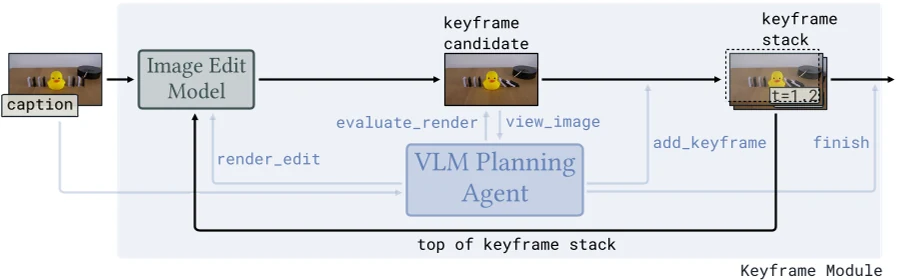 keyframe
candidate
keyframe
stack
caption
Image Edit
Model
t=1.2
evaluate_render
view_image
render_edit
VLM Planning
Agent
add_keyframe
finish
top of keyframe stack
Keyframe Module